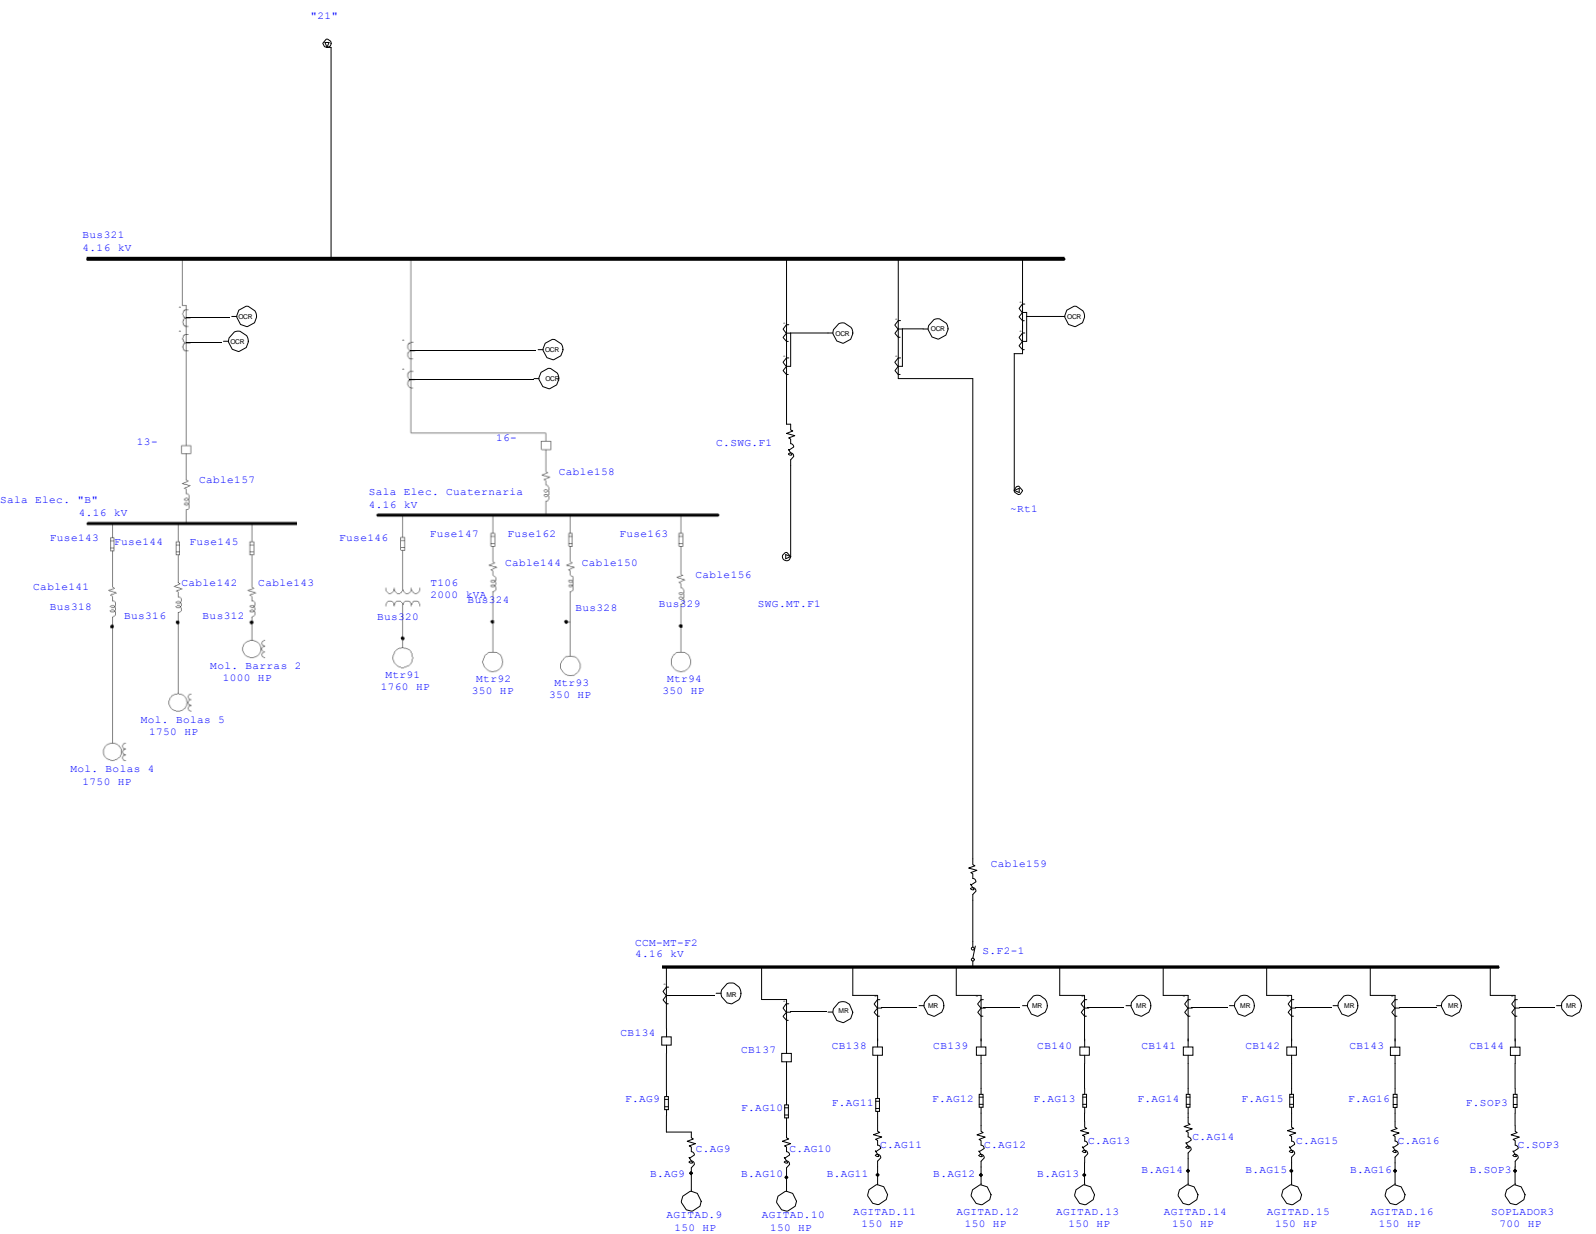 "21"
Bus321
4.16 kV
OCR
OCR
OCR
OCR
OCR
OCR
OCR
13-
16-
C.SWG.F1
Cable157
Cable158
Sala Elec. "B"
4.16 kV
Sala Elec. Cuaternaria
4.16 kV
~Rt1
Fuse143
Fuse144
Fuse145
Fuse146
Fuse147
Fuse162
Fuse163
Cable141
Cable142
Cable143
T106
2000 kVA
Cable144
Cable150
Cable156
Bus318
Bus316
Bus312
Bus320
Bus324
Bus328
Bus329
SWG.MT.F1
Mol. Barras 2
1000 HP
Mtr91
1760 HP
Mtr92
350 HP
Mtr93
350 HP
Mtr94
350 HP
Mol. Bolas 5
1750 HP
Mol. Bolas 4
1750 HP
Cable159
CCM-MT-F2
4.16 kV
S.F2-1
MR
MR
MR
MR
MR
MR
MR
MR
MR
CB134
CB137
CB138
CB139
CB140
CB141
CB142
CB143
CB144
F.AG9
F.AG10
F.AG11
F.AG12
F.AG13
F.AG14
F.AG15
F.AG16
F.SOP3
C.AG9
C.AG10
C.AG11
C.AG12
C.AG13
C.AG14
C.AG15
C.AG16
C.SOP3
B.AG9
B.AG10
B.AG11
B.AG12
B.AG13
B.AG14
B.AG15
B.AG16
B.SOP3
AGITAD.9
150 HP
AGITAD.10
150 HP
AGITAD.11
150 HP
AGITAD.12
150 HP
AGITAD.13
150 HP
AGITAD.14
150 HP
AGITAD.15
150 HP
AGITAD.16
150 HP
SOPLADOR3
700 HP